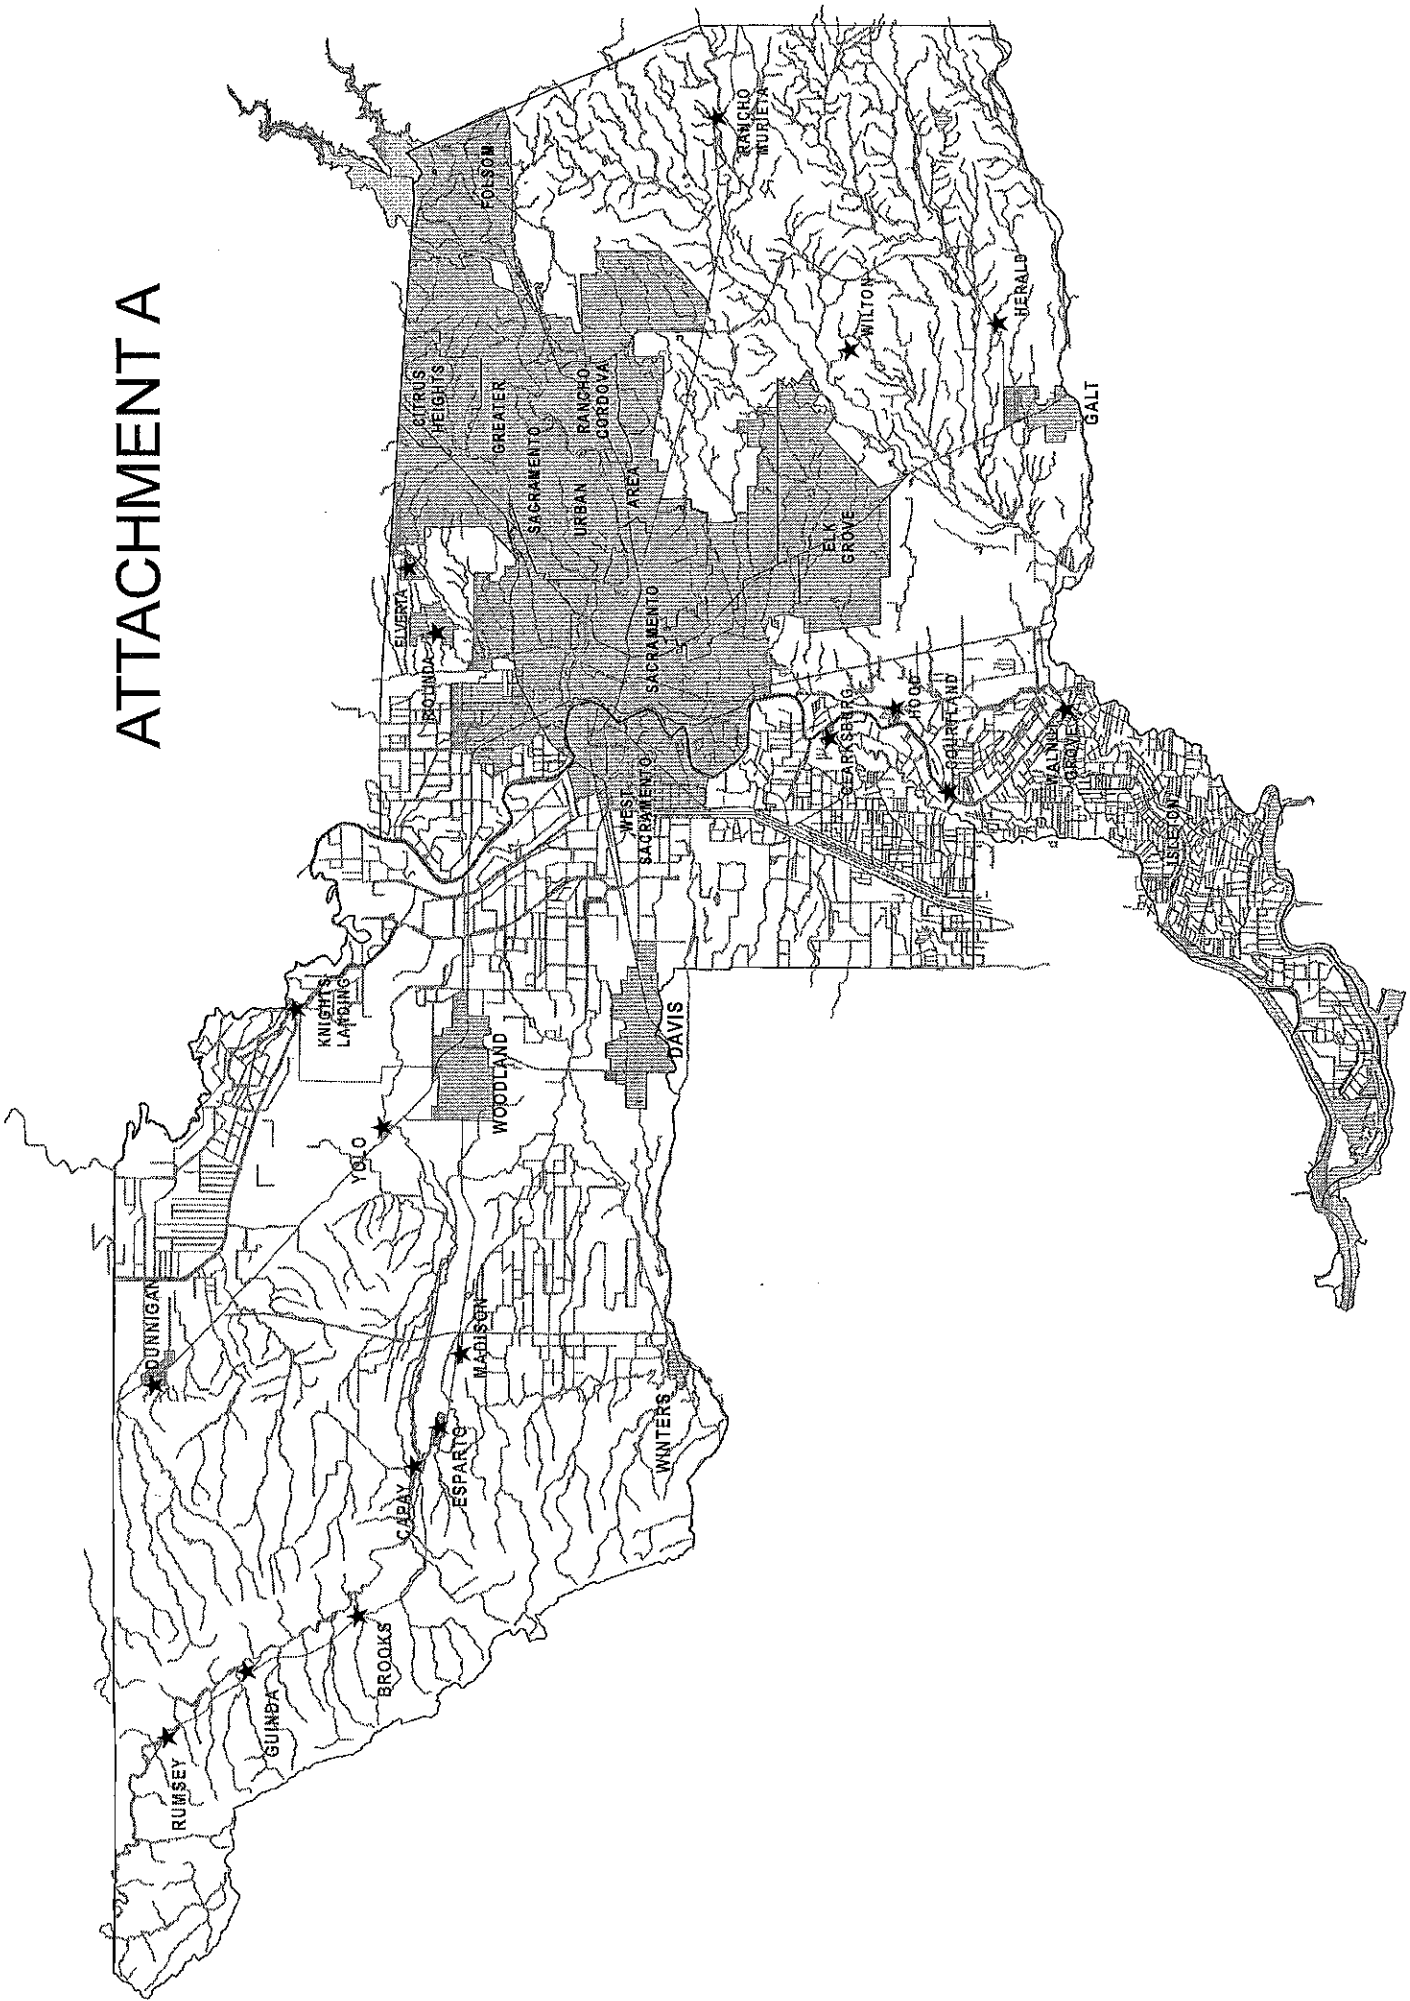 ATTACHMENT A
RUMSEY
GUINDA
BROOKS
DUNNIGAN
CAPAY
ESPARTO
MADISON
WINTERS
YOLO
KNIGHTS
LANDING
WOODLAND
DAVIS
WEST
SACRAMENTO
ELVERTA
RIO LINDA
CITRUS
HEIGHTS
GREATER
SACRAMENTO
URBAN
AREA
RANCHO
CORDOVA
FOLSOM
SACRAMENTO
ELK
GROVE
RANCHO
MURIETA
WILTON
HERALD
GALT
CLARKSBURG
HOOD
COURTLAND
WALNUT
GROVE
ISLETON